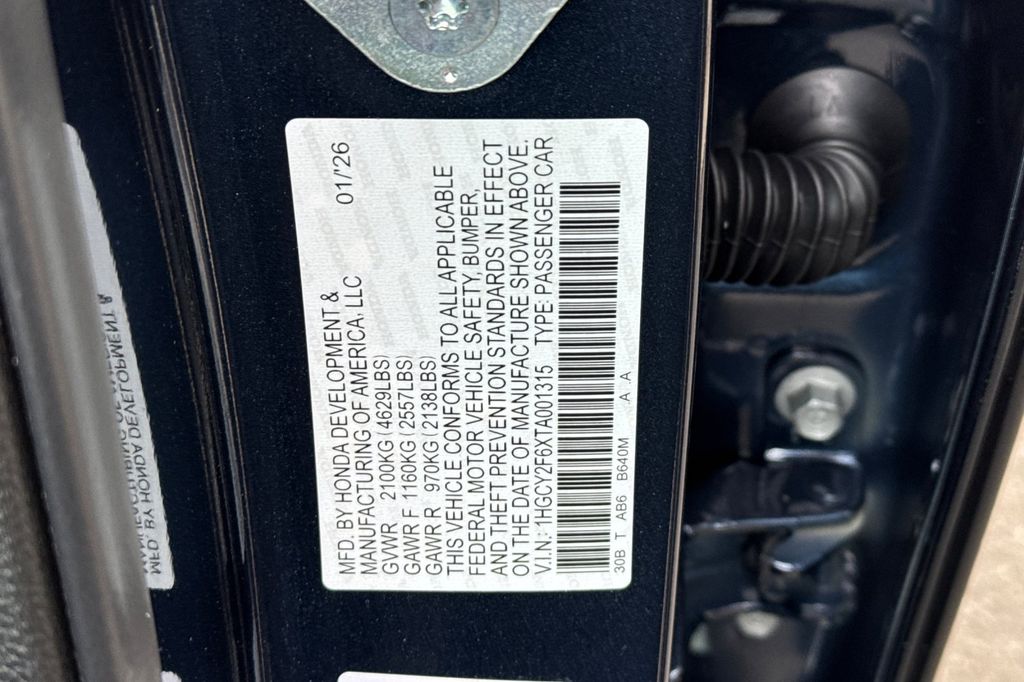 MFD. BY HONDA DEVELOPMENT & 01/'26
MANUFACTURING OF AMERICA, LLC
GVWR 2100KG (4629LBS)
GAWR F 1160KG (2557LBS)
GAWR R 970KG (2138LBS)
THIS VEHICLE CONFORMS TO ALL APPLICABLE
FEDERAL MOTOR VEHICLE SAFETY, BUMPER,
AND THEFT PREVENTION STANDARDS IN EFFECT
ON THE DATE OF MANUFACTURE SHOWN ABOVE.
V.I.N.: 1HGCY2F6XTA001315 TYPE: PASSENGER CAR
30B T AB6 B640M A A
MFD. BY HONDA DEVELOPMENT